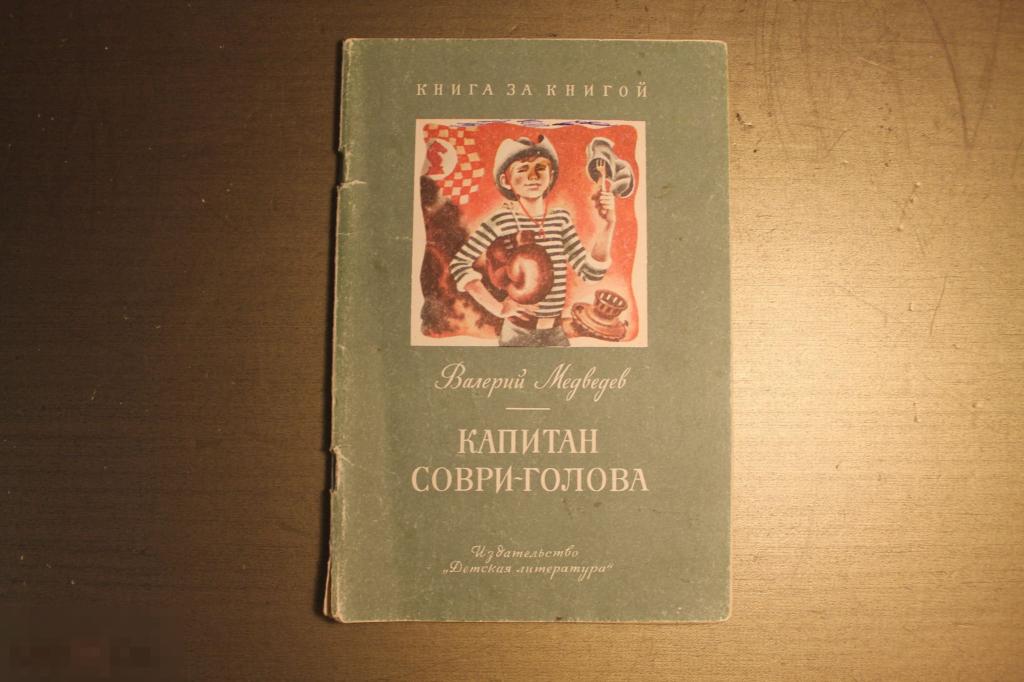 КНИГА ЗА КНИГОЙ
Валерий Медведев
КАПИТАН
СОВРИ-ГОЛОВА
Издательство
„Детская литература“